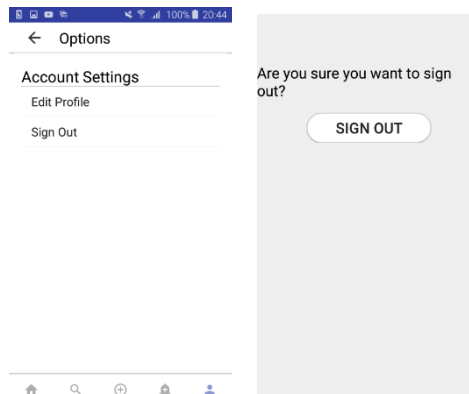 100% 20:44
Options
Account Settings
Edit Profile
Sign Out
Are you sure you want to sign
out?
SIGN OUT